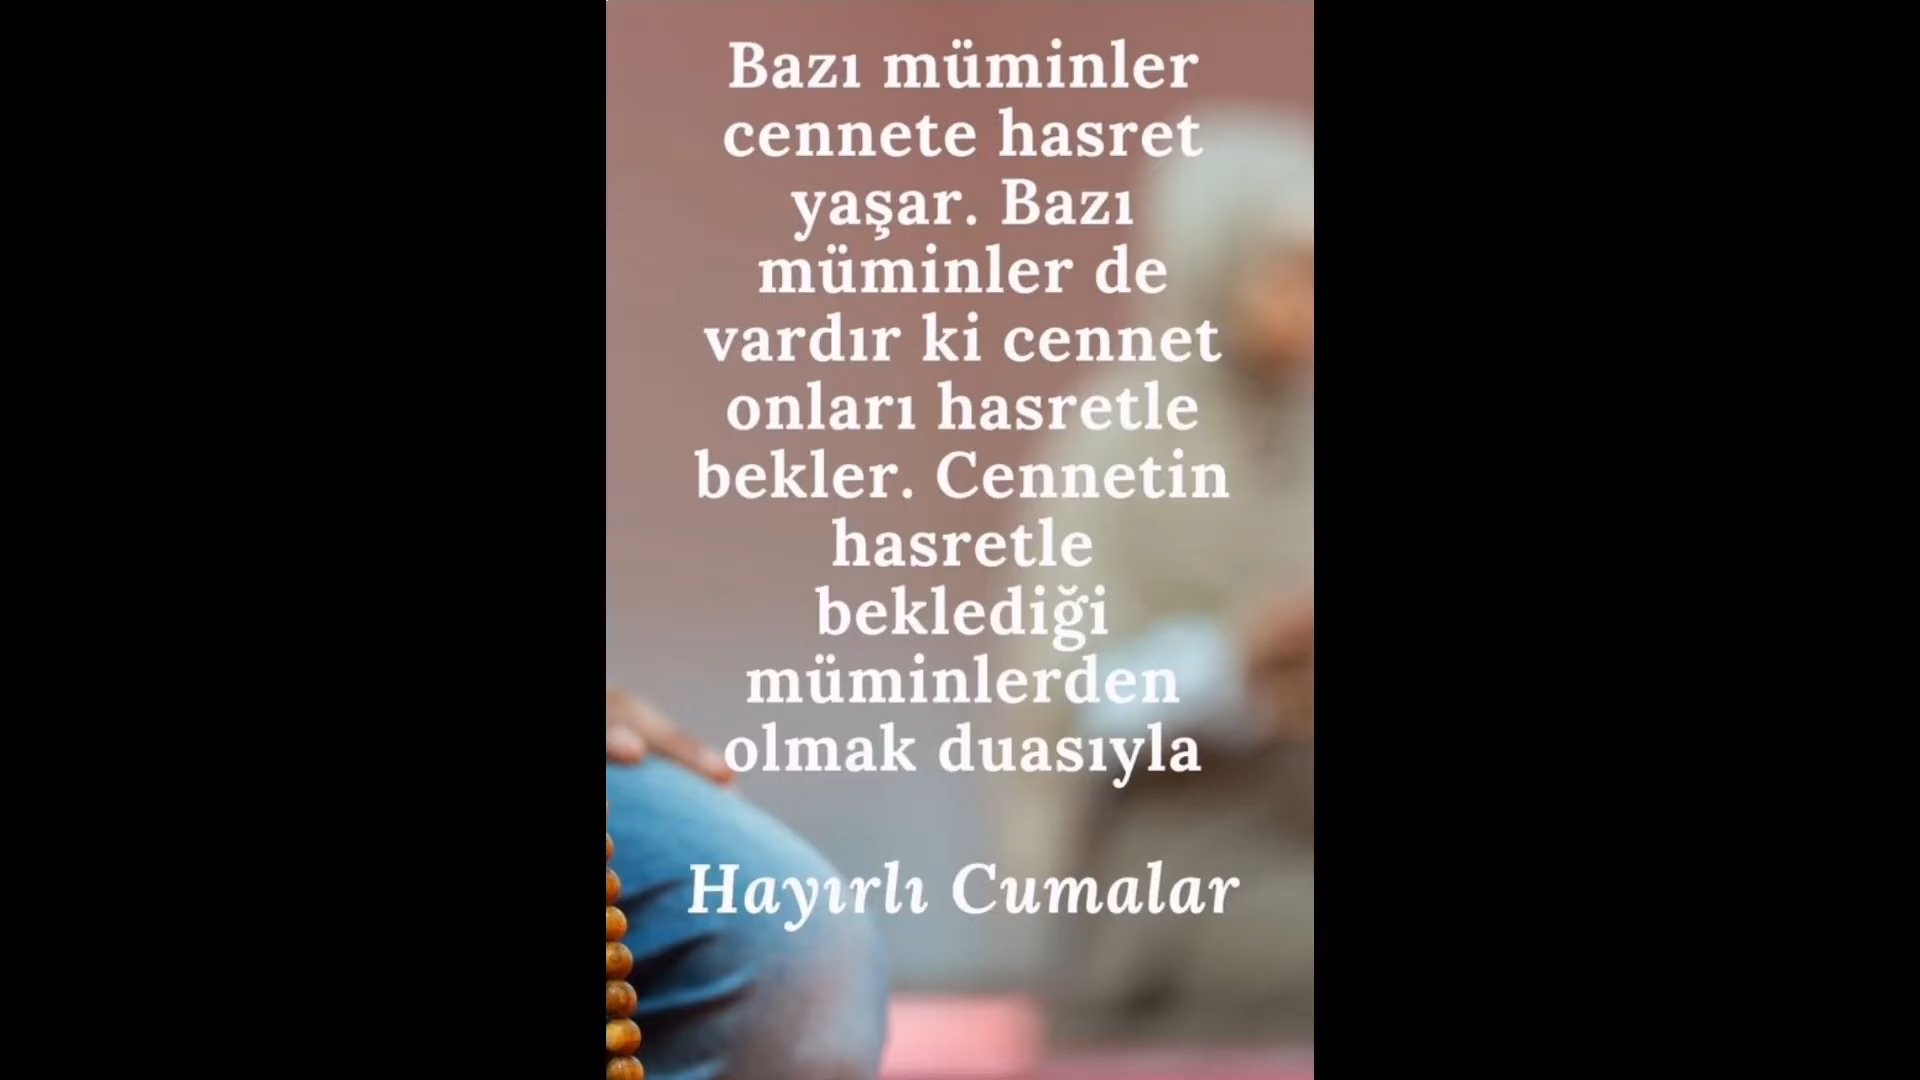 Bazı müminler
cennete hasret
yaşar. Bazı
müminler de
vardır ki cennet
onları hasretle
bekler. Cennetin
hasretle
beklediği
müminlerden
olmak duasıyla
Hayırlı Cumalar